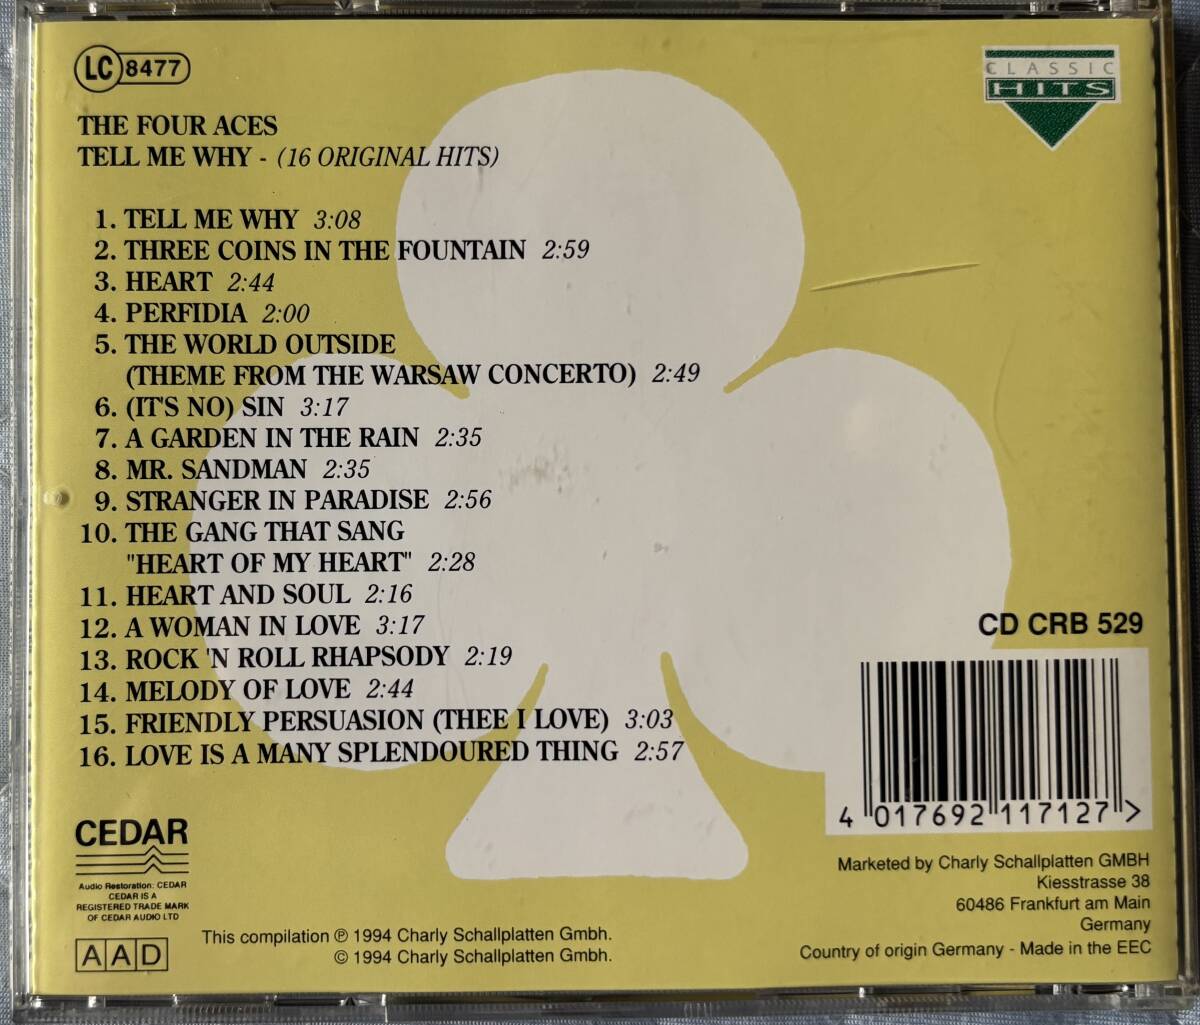 LC 8477
CLASSIC
HITS
THE FOUR ACES
TELL ME WHY - (16 ORIGINAL HITS)
1. TELL ME WHY 3:08
2. THREE COINS IN THE FOUNTAIN 2:59
3. HEART 2:44
4. PERFIDIA 2:00
5. THE WORLD OUTSIDE
(THEME FROM THE WARSAW CONCERTO) 2:49
6. (IT'S NO) SIN 3:17
7. A GARDEN IN THE RAIN 2:35
8. MR. SANDMAN 2:35
9. STRANGER IN PARADISE 2:56
10. THE GANG THAT SANG
"HEART OF MY HEART" 2:28
11. HEART AND SOUL 2:16
12. A WOMAN IN LOVE 3:17
13. ROCK 'N ROLL RHAPSODY 2:19
14. MELODY OF LOVE 2:44
15. FRIENDLY PERSUASION (THEE I LOVE) 3:03
16. LOVE IS A MANY SPLENDOURED THING 2:57
CD CRB 529
4 017692 117127 >
CEDAR
Audio Restoration: CEDAR
CEDAR IS A
REGISTERED TRADE MARK
OF CEDAR AUDIO LTD
AAD
This compilation ℗ 1994 Charly Schallplatten Gmbh.
© 1994 Charly Schallplatten Gmbh.
Marketed by Charly Schallplatten GMBH
Kiesstrasse 38
60486 Frankfurt am Main
Germany
Country of origin Germany - Made in the EEC